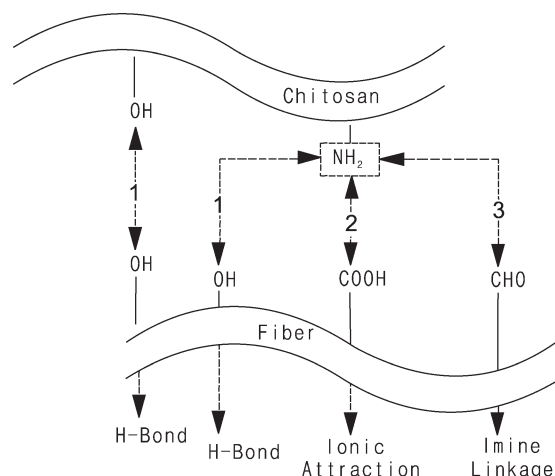 Chitosan
OH
NH2
1
1
2
3
OH
OH
COOH
CHO
Fiber
H-Bond
H-Bond
Ionic
Attraction
Imine
Linkage